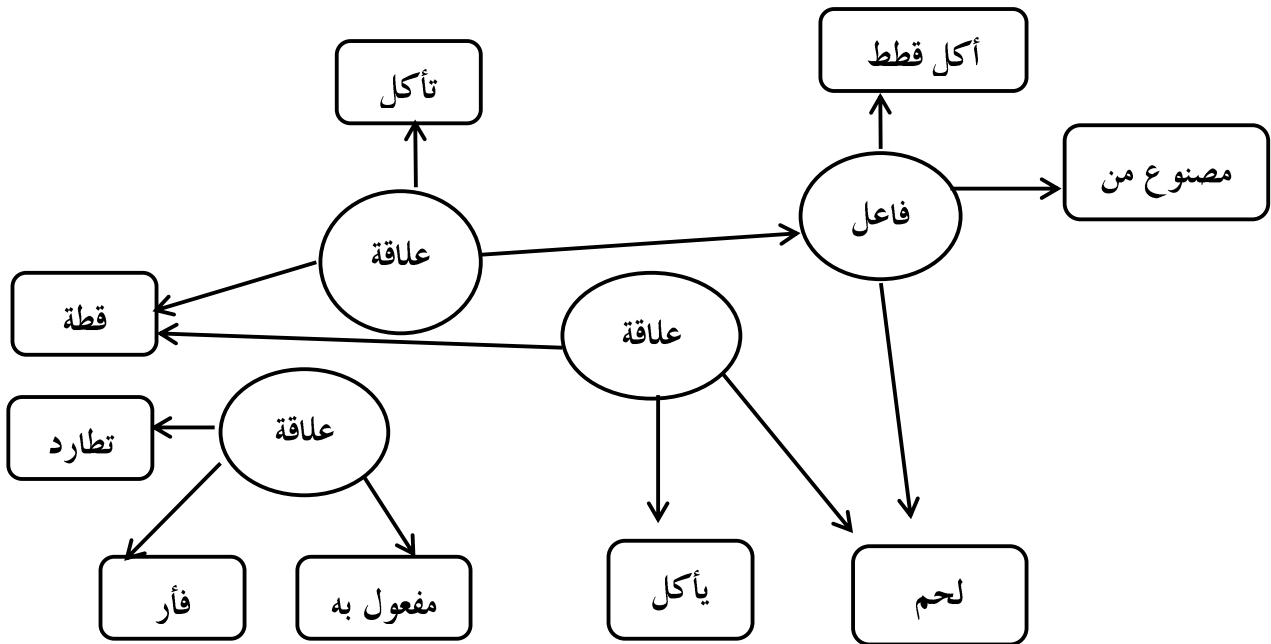 أكل قطط
تأكل
مصنوع من
فاعل
علاقة
قطة
علاقة
علاقة
تطارد
فأر
مفعول به
يأكل
لحم